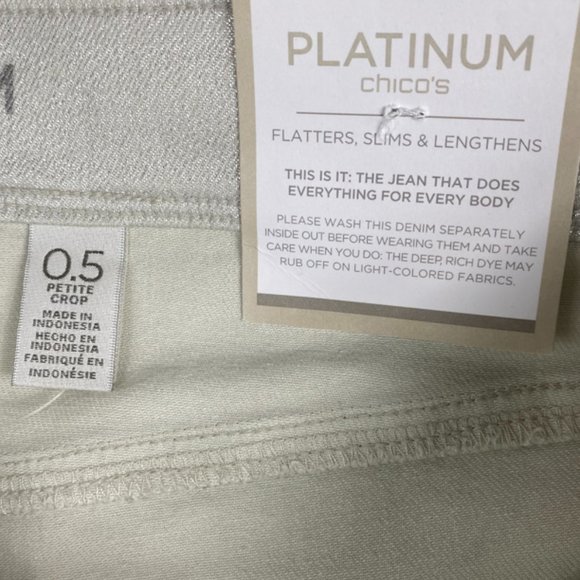 M
PLATINUM
chico's
FLATTERS, SLIMS & LENGTHENS
THIS IS IT: THE JEAN THAT DOES
EVERYTHING FOR EVERY BODY
PLEASE WASH THIS DENIM SEPARATELY
INSIDE OUT BEFORE WEARING THEM AND TAKE
CARE WHEN YOU DO: THE DEEP, RICH DYE MAY
RUB OFF ON LIGHT-COLORED FABRICS.
0.5
PETITE
CROP
MADE IN
INDONESIA
HECHO EN
INDONESIA
FABRIQUÉ EN
INDONÉSIE